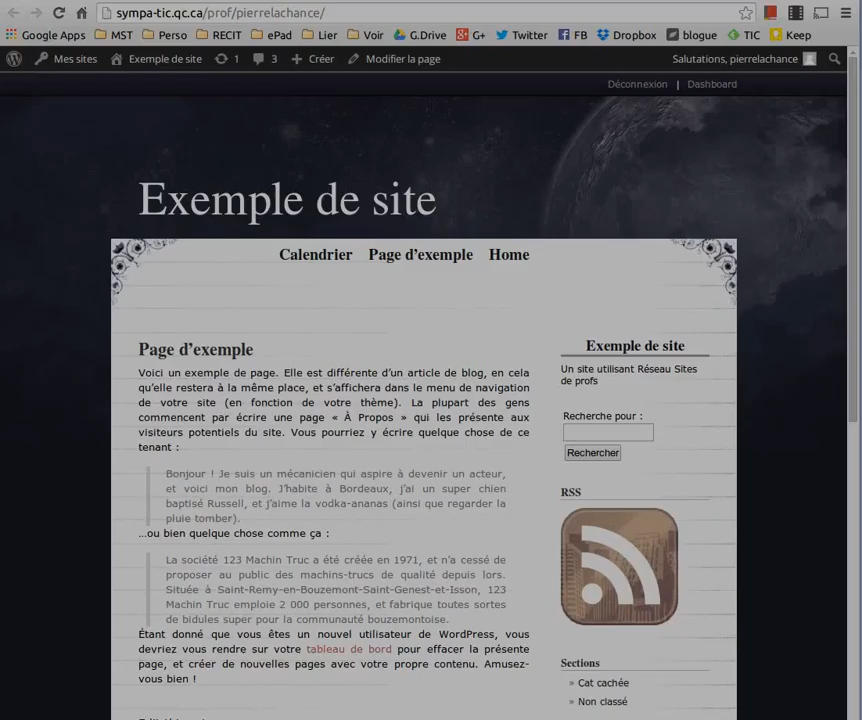 sympa-tic.qc.ca/prof/pierrelachance/
Google Apps MST Perso RECIT ePad Lier Voir G.Drive G+ Twitter FB Dropbox blogue TIC Keep
Mes sites Exemple de site 1 3 Créer Modifier la page Salutations, pierrelachance
Déconnexion | Dashboard
Exemple de site
Calendrier Page d'exemple Home
Page d'exemple
Voici un exemple de page. Elle est différente d'un article de blog, en cela
qu'elle restera à la même place, et s'affichera dans le menu de navigation
de votre site (en fonction de votre thème). La plupart des gens
commencent par écrire une page « À Propos » qui les présente aux
visiteurs potentiels du site. Vous pourriez y écrire quelque chose de ce
tenant :
Bonjour ! Je suis un mécanicien qui aspire à devenir un acteur,
et voici mon blog. J'habite à Bordeaux, j'ai un super chien
baptisé Russell, et j'aime la vodka-ananas (ainsi que regarder la
pluie tomber).
...ou bien quelque chose comme ça :
La société 123 Machin Truc a été créée en 1971, et n'a cessé de
proposer au public des machins-trucs de qualité depuis lors.
Située à Saint-Remy-en-Bouzemont-Saint-Genest-et-Isson, 123
Machin Truc emploie 2 000 personnes, et fabrique toutes sortes
de bidules super pour la communauté bouzemontoise.
Étant donné que vous êtes un nouvel utilisateur de WordPress, vous
devriez vous rendre sur votre tableau de bord pour effacer la présente
page, et créer de nouvelles pages avec votre propre contenu. Amusez-
vous bien !
Exemple de site
Un site utilisant Réseau Sites
de profs
Recherche pour :
Rechercher
RSS
Sections
» Cat cachée
» Non classé